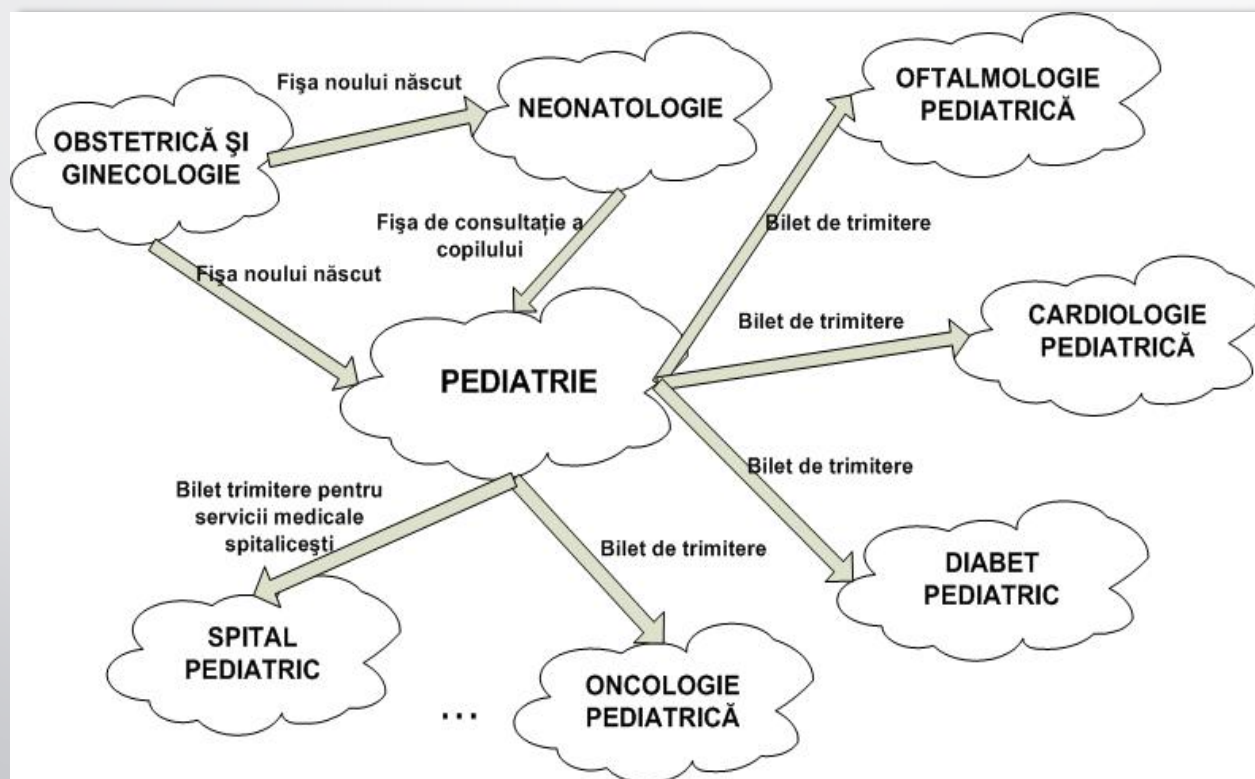 Fişa noului născut
OBSTETRICĂ ŞI
GINECOLOGIE
NEONATOLOGIE
OFTALMOLOGIE
PEDIATRICĂ
Fişa de consultaţie a
copilului
Bilet de trimitere
Fişa noului născut
PEDIATRIE
Bilet de trimitere
CARDIOLOGIE
PEDIATRICĂ
Bilet trimitere pentru
servicii medicale
spitaliceşti
Bilet de trimitere
Bilet de trimitere
DIABET
PEDIATRIC
SPITAL
PEDIATRIC
...
ONCOLOGIE
PEDIATRICĂ